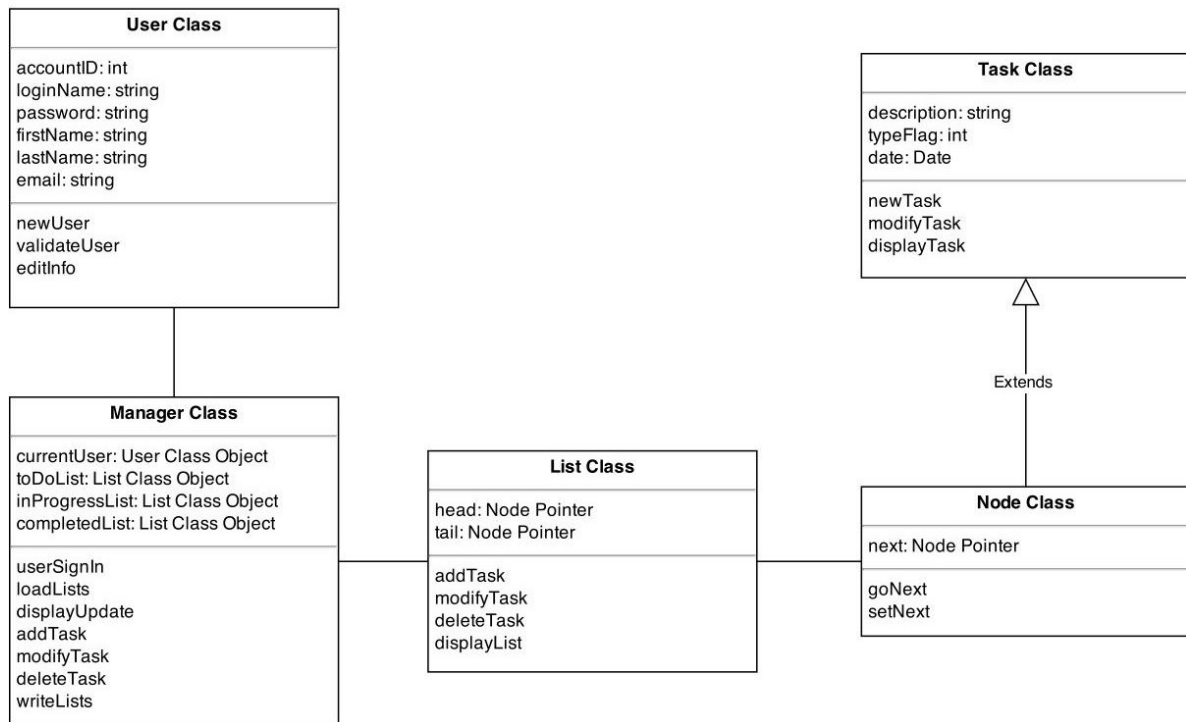 User Class
accountID: int
loginName: string
password: string
firstName: string
lastName: string
email: string
newUser
validateUser
editInfo
Task Class
description: string
typeFlag: int
date: Date
newTask
modifyTask
displayTask
Extends
Manager Class
currentUser: User Class Object
toDoList: List Class Object
inProgressList: List Class Object
completedList: List Class Object
userSignIn
loadLists
displayUpdate
addTask
modifyTask
deleteTask
writeLists
List Class
head: Node Pointer
tail: Node Pointer
addTask
modifyTask
deleteTask
displayList
Node Class
next: Node Pointer
goNext
setNext